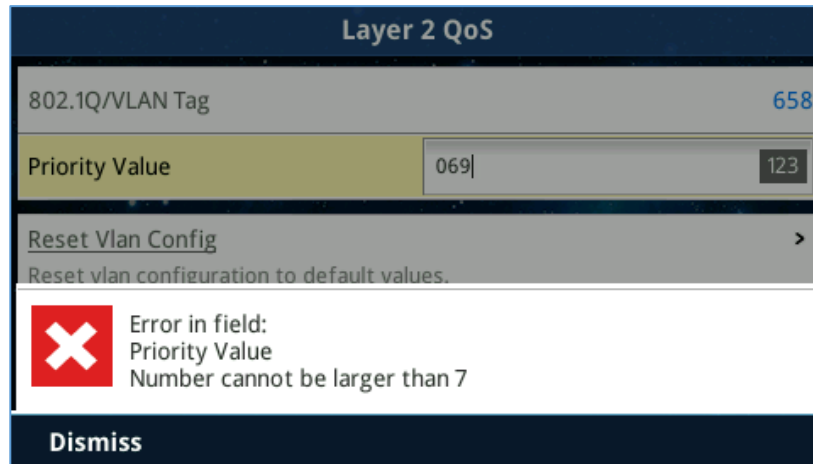 Layer 2 QoS
802.1Q/VLAN Tag 658
Priority Value 069 123
Reset Vlan Config >
Reset vlan configuration to default values.
Error in field:
Priority Value
Number cannot be larger than 7
Dismiss